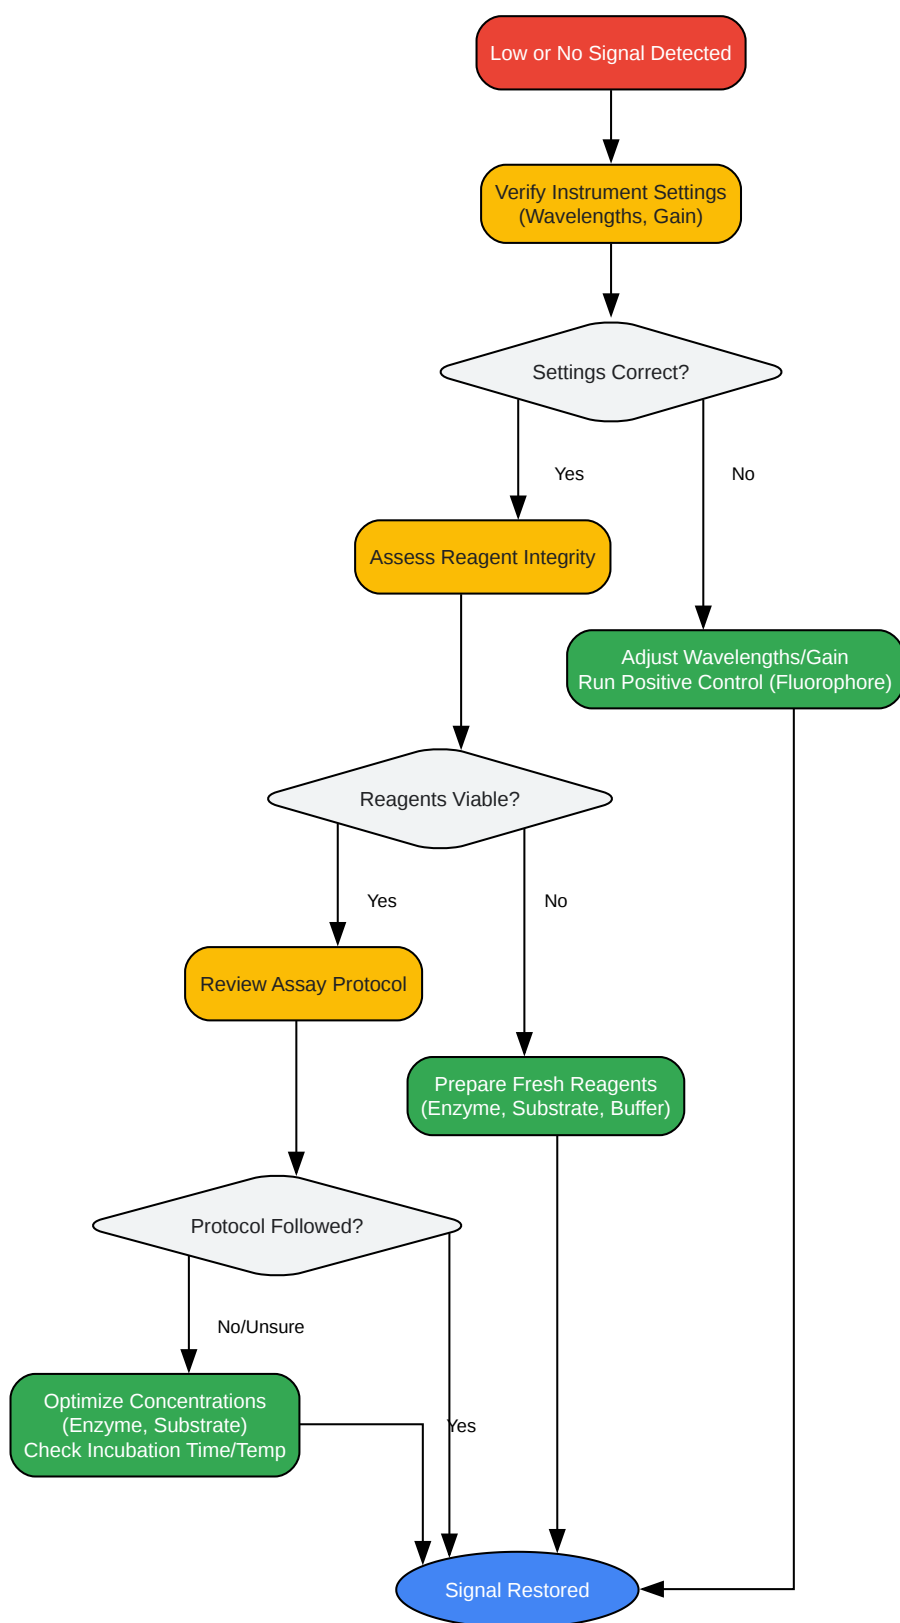 Low or No Signal Detected
Verify Instrument Settings
(Wavelengths, Gain)
Settings Correct?
Yes
No
Assess Reagent Integrity
Adjust Wavelengths/Gain
Run Positive Control (Fluorophore)
Reagents Viable?
Yes
No
Review Assay Protocol
Prepare Fresh Reagents
(Enzyme, Substrate, Buffer)
Protocol Followed?
No/Unsure
Optimize Concentrations
(Enzyme, Substrate)
Check Incubation Time/Temp
Yes
Signal Restored